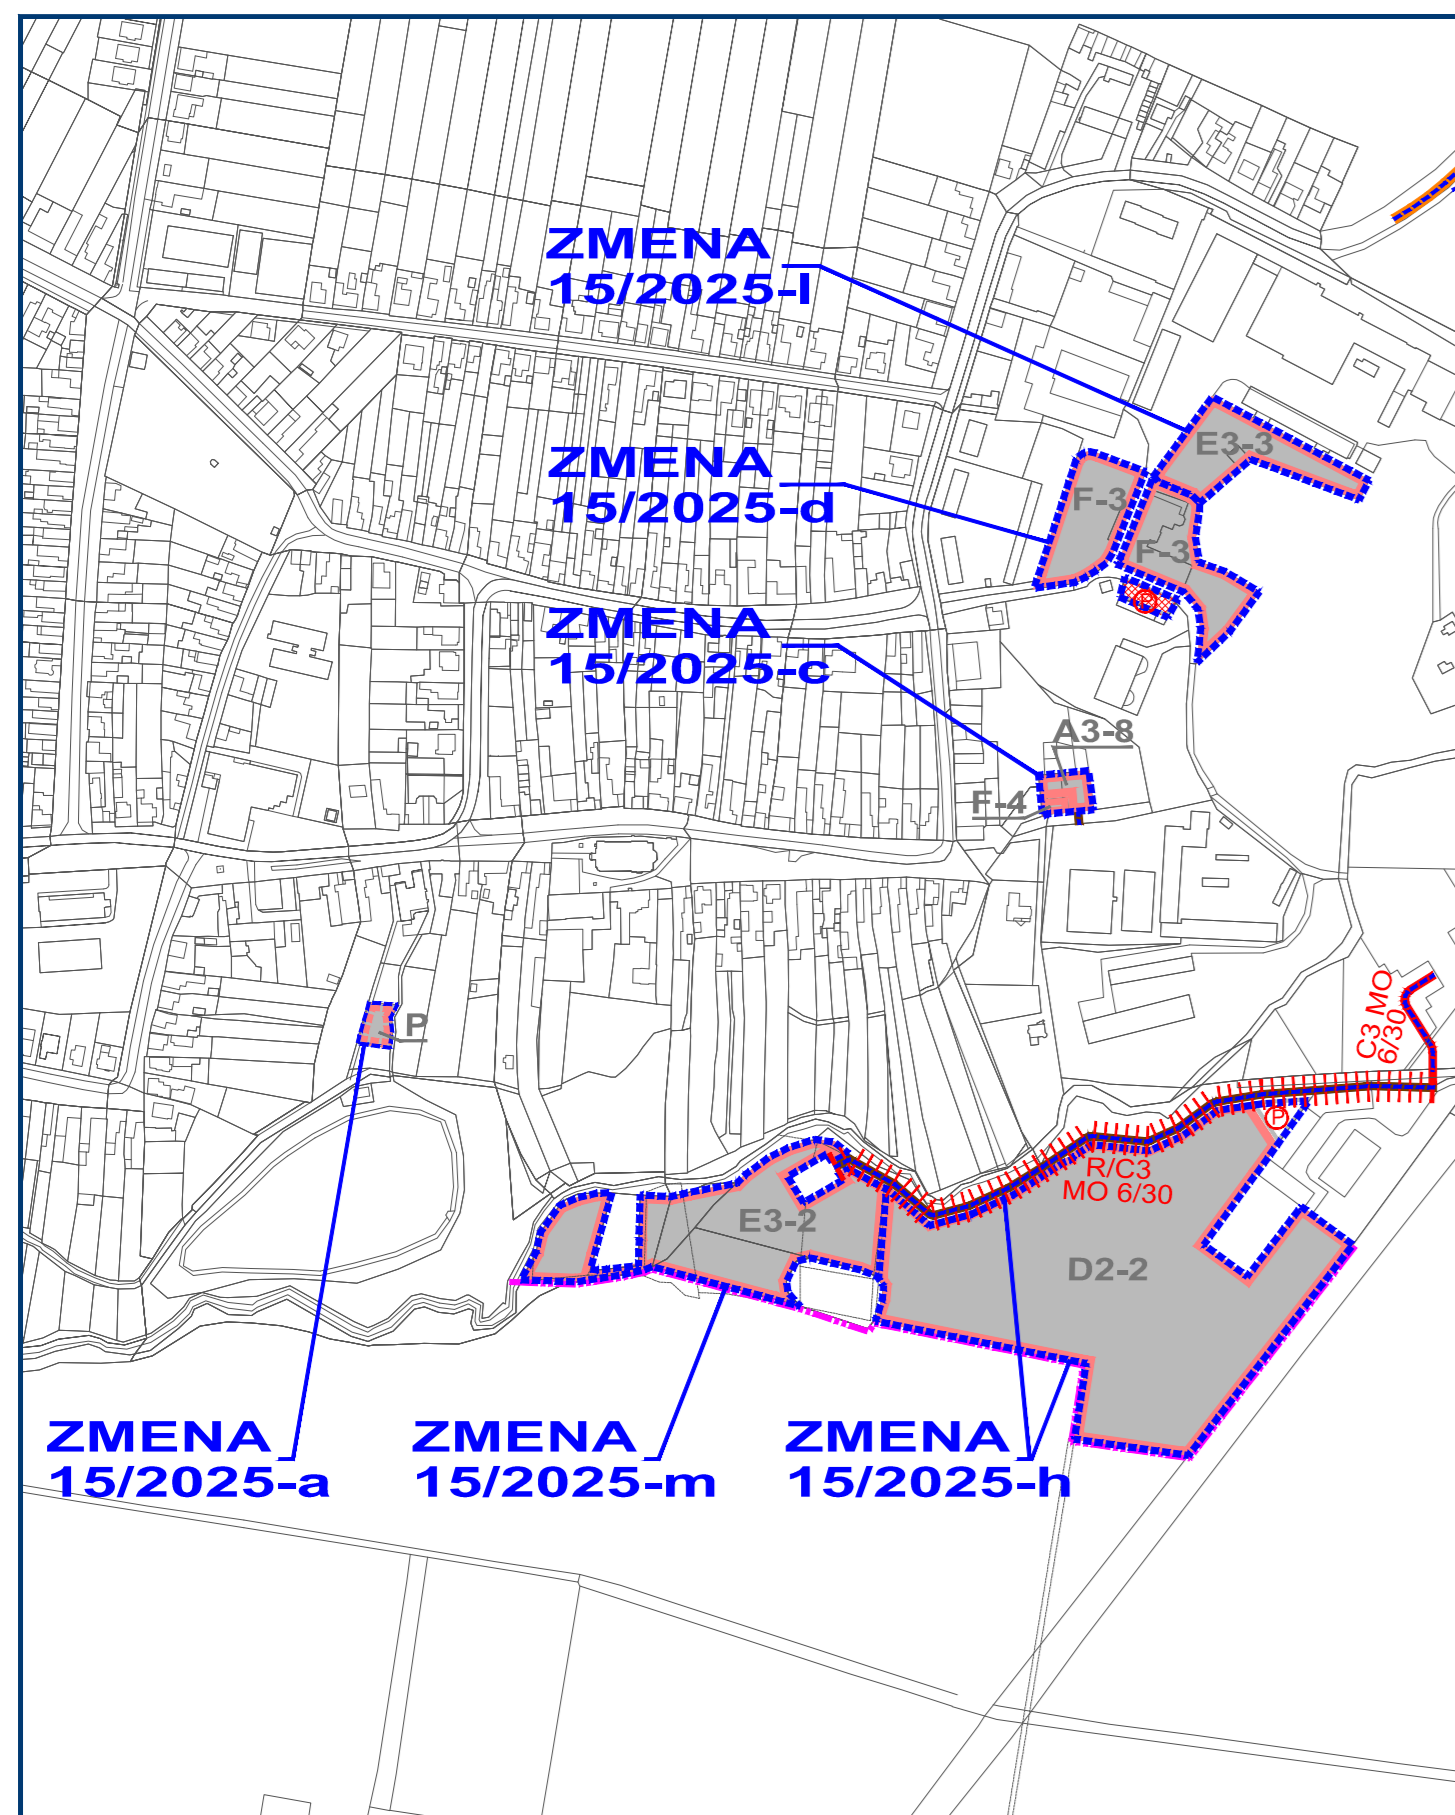 ZMENA
15/2025-l
E3-3
ZMENA
15/2025-d
F-3
F-3
P
ZMENA
15/2025-c
A3-8
F-4
P
C3 MO
6/30
P
R/C3
MO 6/30
E3-2
D2-2
ZMENA
15/2025-a
ZMENA
15/2025-m
ZMENA
15/2025-h